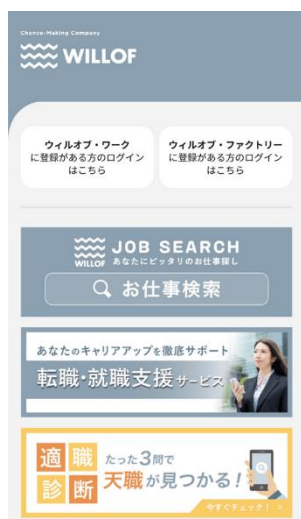 Chance-Making Company
WILLOF
ウィルオブ・ワーク
に登録がある方のログイン
はこちら
ウィルオブ・ファクトリー
に登録がある方のログイン
はこちら
WILLOF
JOB SEARCH
あなたにピッタリのお仕事探し
お仕事検索
あなたのキャリアアップを徹底サポート
転職・就職支援サービス
適職
診断
たった3問で
天職が見つかる!
今すぐチェック! >